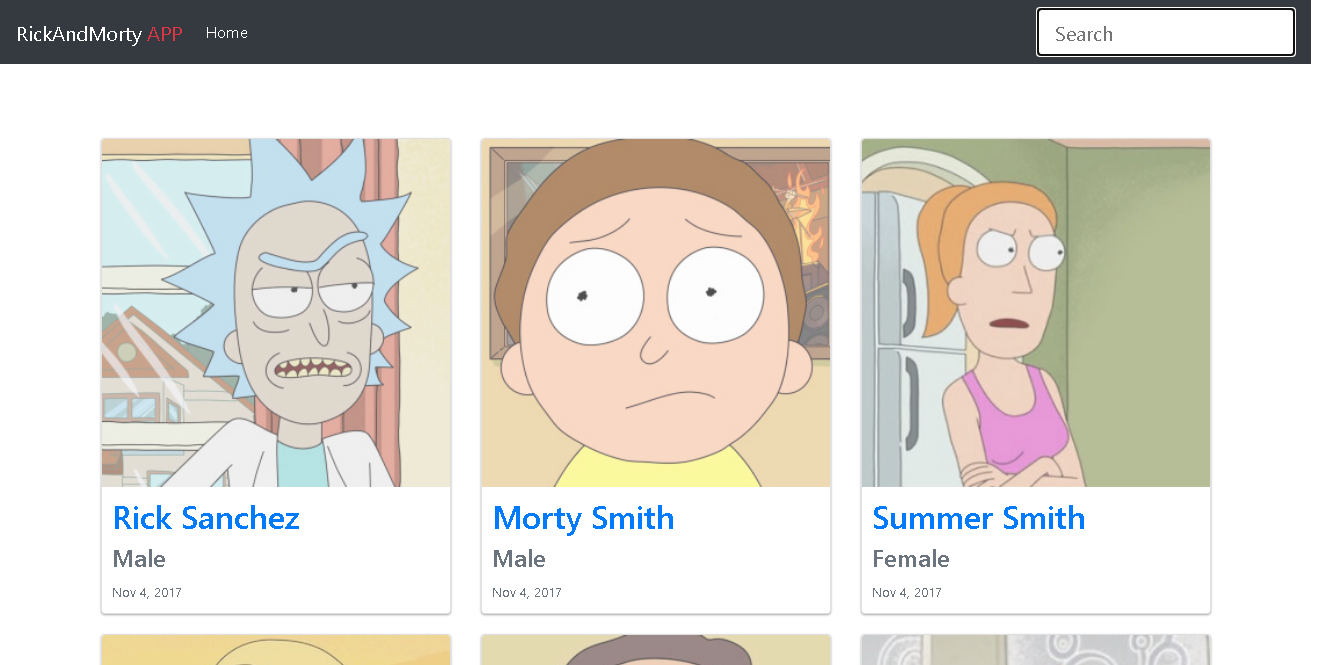 RickAndMorty APP Home Search
Rick Sanchez
Male
Nov 4, 2017
Morty Smith
Male
Nov 4, 2017
Summer Smith
Female
Nov 4, 2017